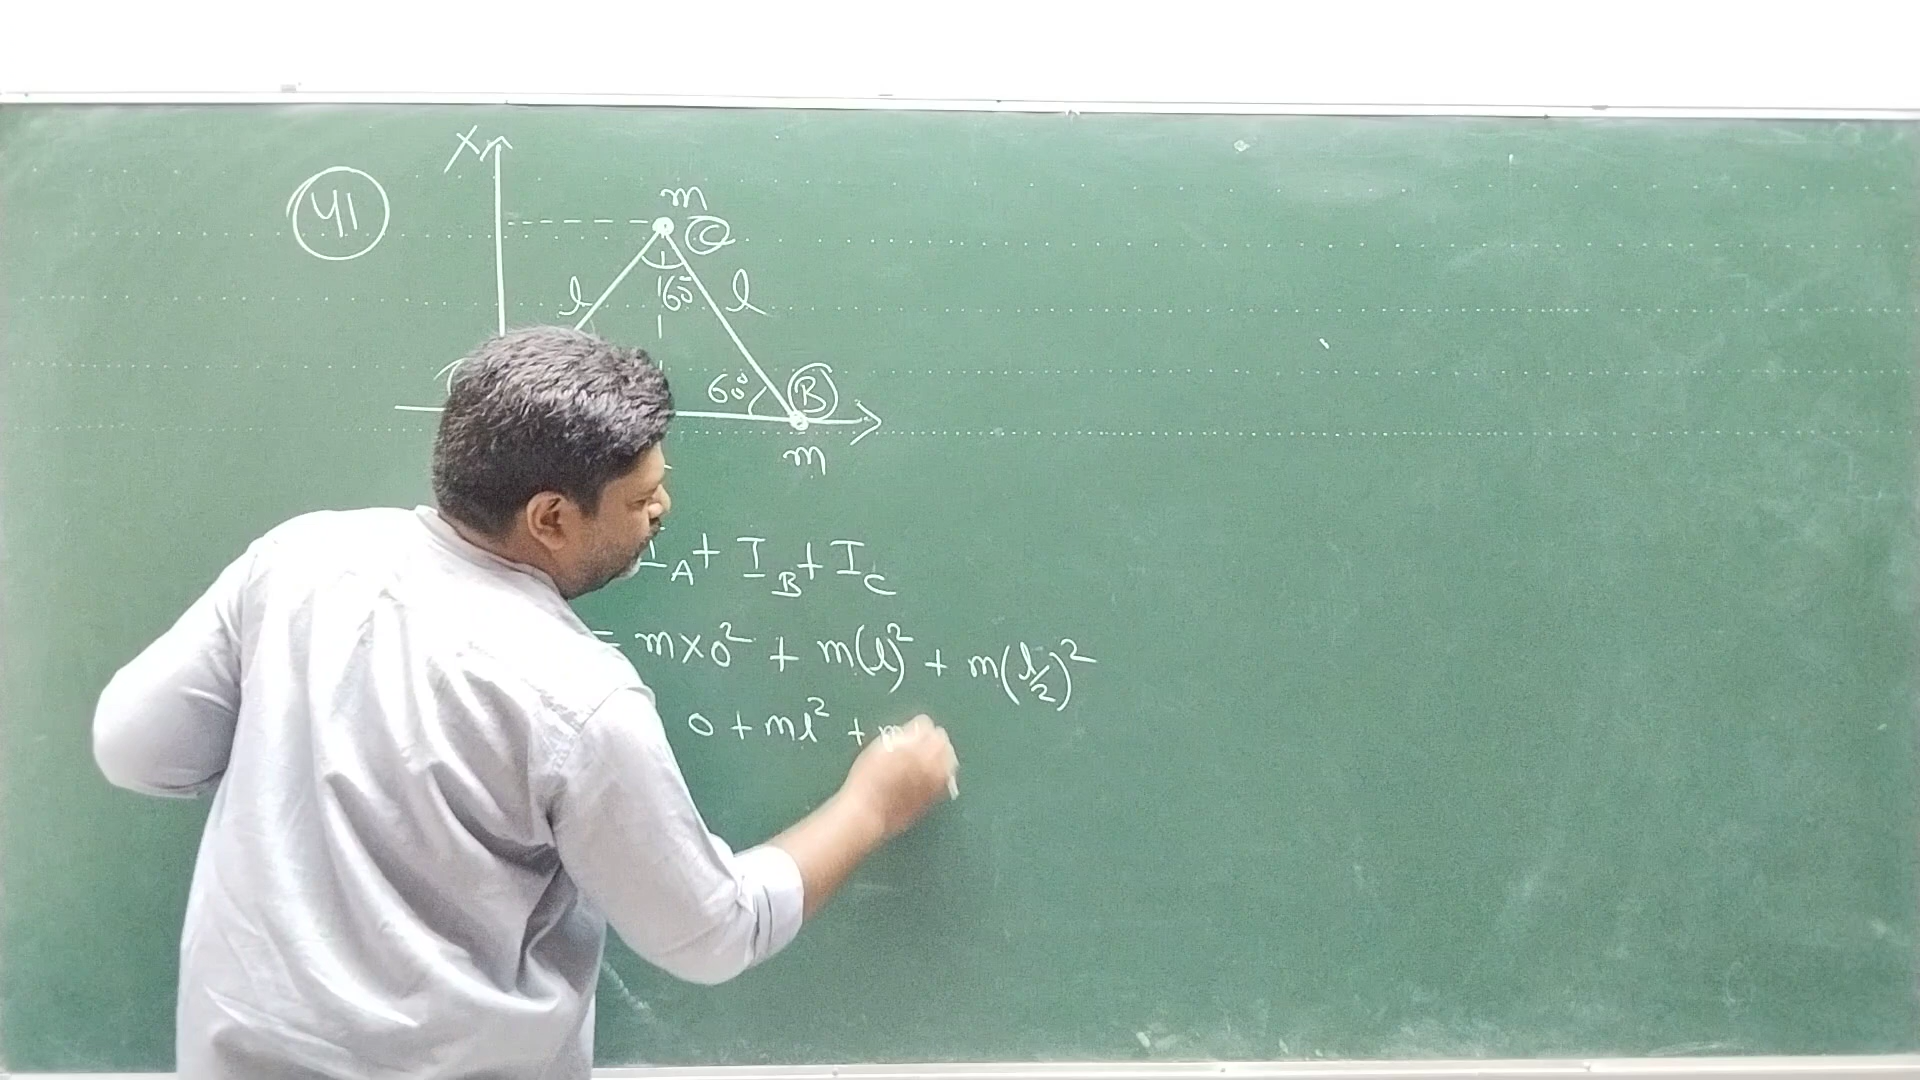 X
41
m
C
l
60°
l
60°
B
m
I_A + I_B + I_C
= m×0² + m(l)² + m(l/2)²
0 + ml² + m